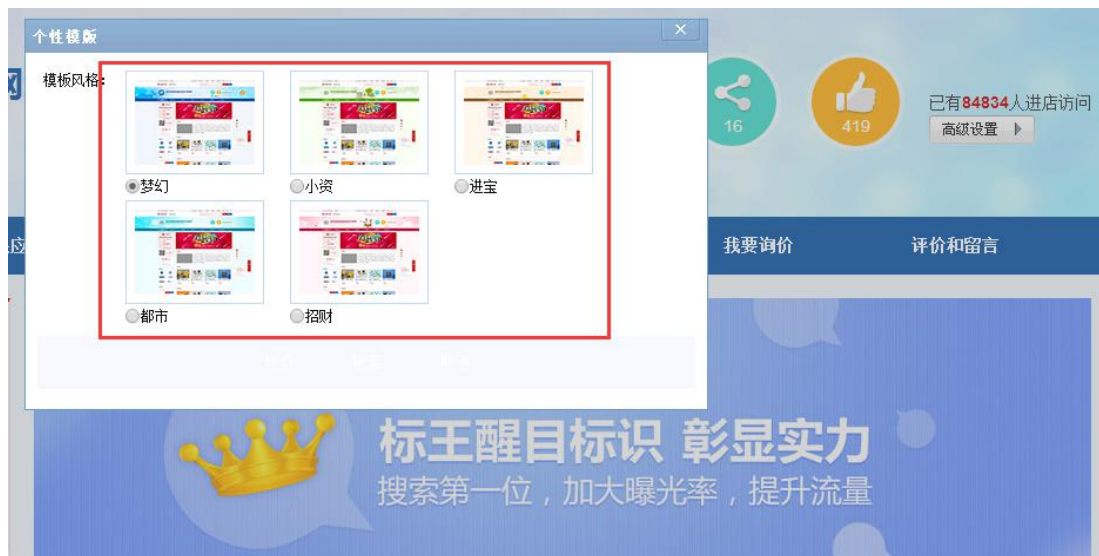 个性模版
模板风格:
梦幻
小资
进宝
都市
招财
16
419
已有84834人进店访问
高级设置
我要询价
评价和留言
标王醒目标识 彰显实力
搜索第一位，加大曝光率，提升流量